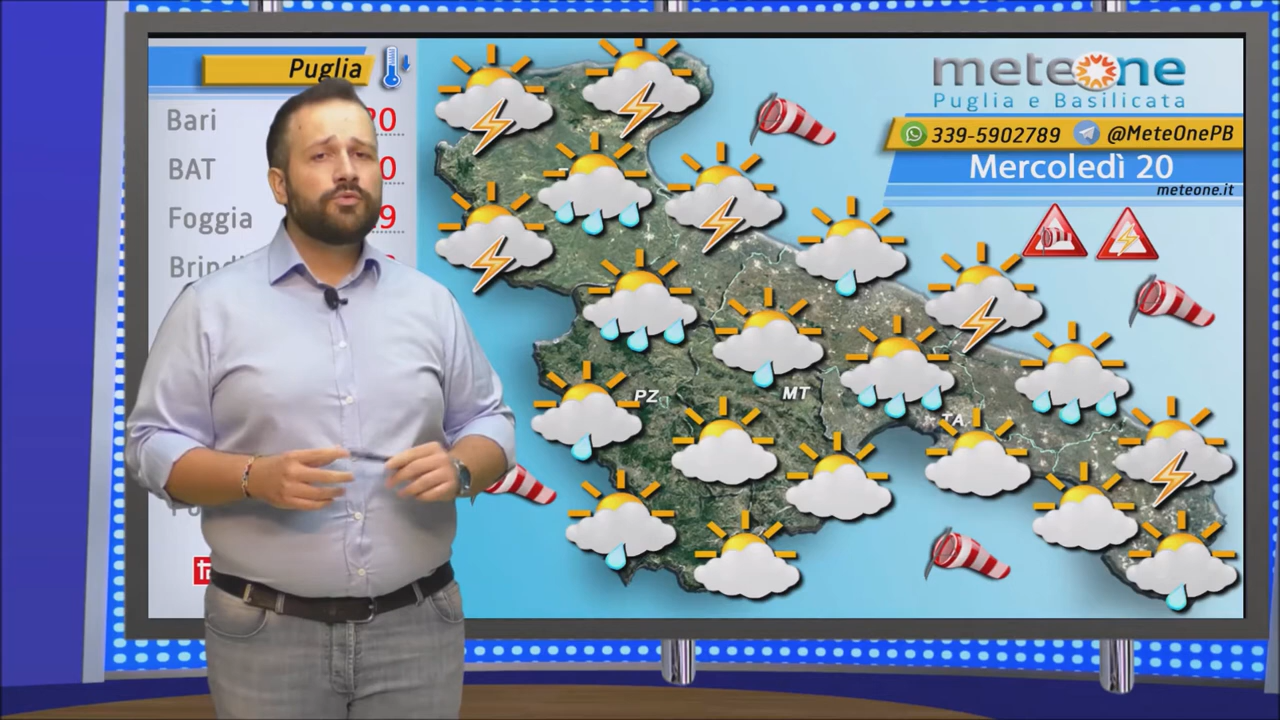 Puglia
Bari
BAT
Foggia
meteOne
Puglia e Basilicata
339-5902789 @MeteOnePB
Mercoledì 20
meteone.it
PZ
MT
TA